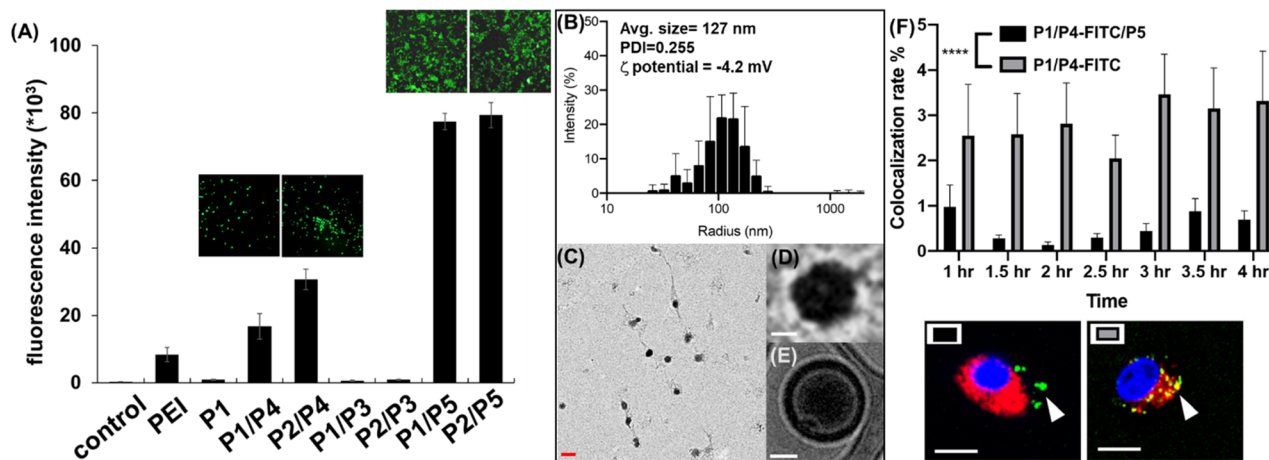 (A)
100
80
60
40
20
0
fluorescence intensity (*10³)
control
PEI
P1
P1/P4
P2/P4
P1/P3
P2/P3
P1/P5
P2/P5
(B)
Avg. size= 127 nm
PDI=0.255
ζ potential = -4.2 mV
50
40
30
20
10
0
Intensity (%)
10
100
1000
Radius (nm)
(C)
(D)
(E)
(F)
5
4
3
2
1
0
Colocalization rate %
****
P1/P4-FITC/P5
P1/P4-FITC
1 hr
1.5 hr
2 hr
2.5 hr
3 hr
3.5 hr
4 hr
Time